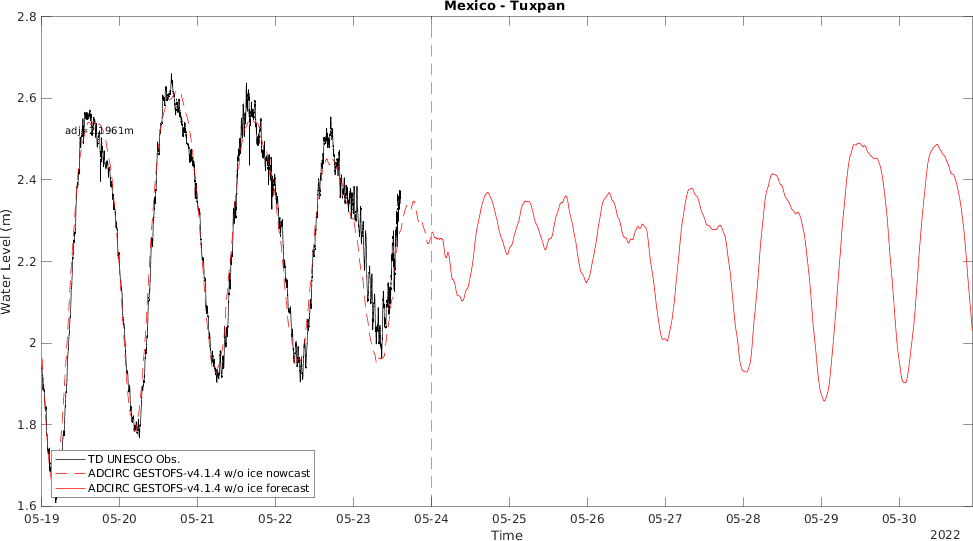 Mexico - Tuxpan
Water Level (m)
2.8
2.6
2.4
2.2
2
1.8
1.6
TD UNESCO Obs.
ADCIRC GESTOFS-v4.1.4 w/o ice nowcast
ADCIRC GESTOFS-v4.1.4 w/o ice forecast
05-19 05-20 05-21 05-22 05-23 05-24 05-25 05-26 05-27 05-28 05-29 05-30
Time
2022